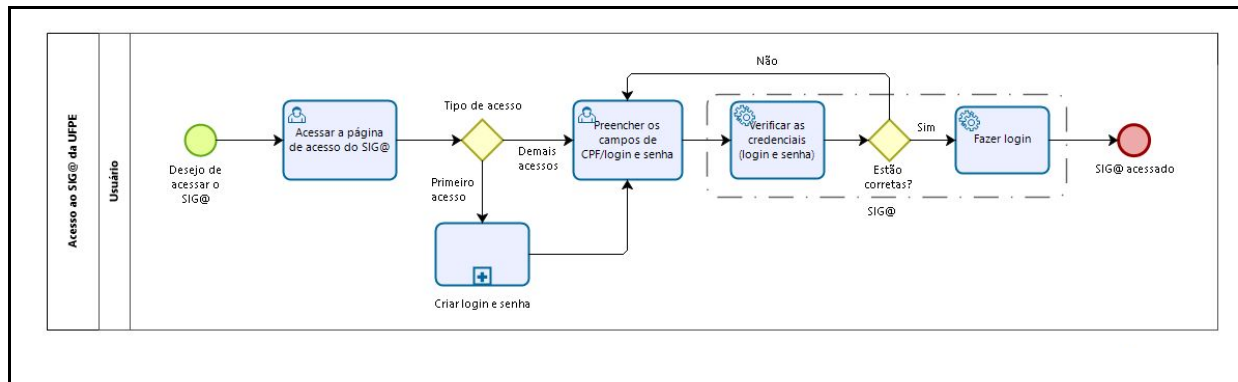 Acesso ao SIG@ da UFPE
Usuário
Desejo de
acessar o
SIG@
Acessar a página
de acesso do SIG@
Tipo de acesso
Demais
acessos
Primeiro
acesso
Criar login e senha
Preencher os
campos de
CPF/login e senha
Não
Verificar as
credenciais
(login e senha)
Estão
corretas?
Sim
SIG@
Fazer login
SIG@ acessado